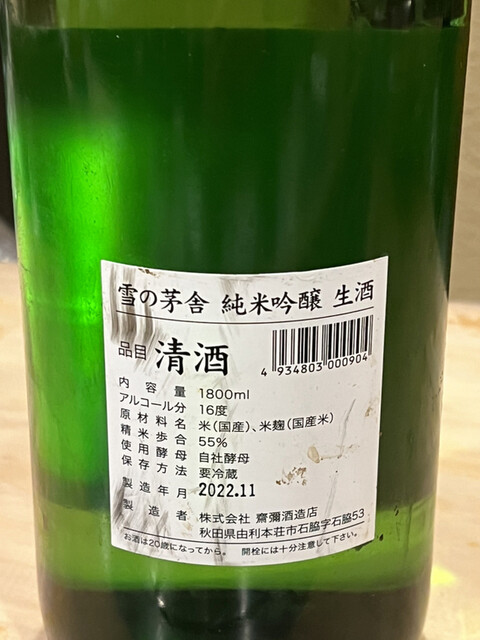 雪の茅舎 純米吟醸 生酒
品目 清酒
4 934803 000904
内容量 1800ml
アルコール分 16度
原材料名 米(国産)、米麹(国産米)
精米歩合 55%
使用酵母 自社酵母
保存方法 要冷蔵
製造年月 2022.11
製造者 株式会社 齋彌酒造店
秋田県由利本荘市石脇字石脇53
お酒は20歳になってから。 開栓には十分注意して下さい。